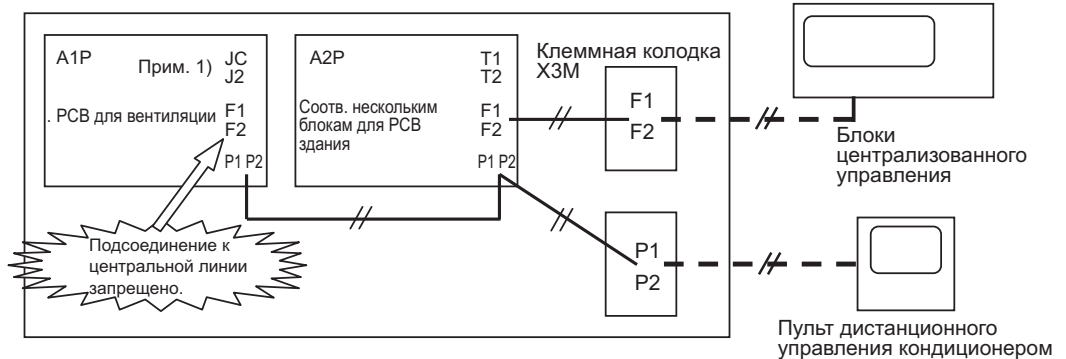 A1P
Прим. 1)
JC
J2
. PCB для вентиляции
F1
F2
P1 P2
A2P
T1
T2
Соотв. нескольким
блокам для PCB
здания
F1
F2
P1 P2
Клеммная колодка
X3M
F1
F2
Блоки
централизованного
управления
Подсоединение к
центральной линии
запрещено.
P1
P2
Пульт дистанционного
управления кондиционером